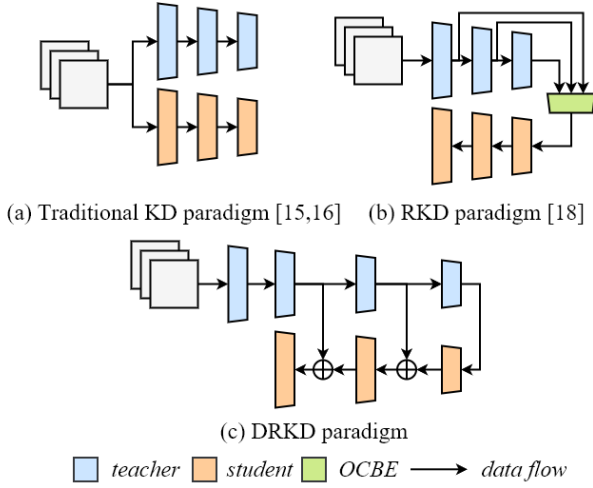 (a) Traditional KD paradigm [15,16] (b) RKD paradigm [18]
(c) DRKD paradigm
teacher student OCBE data flow